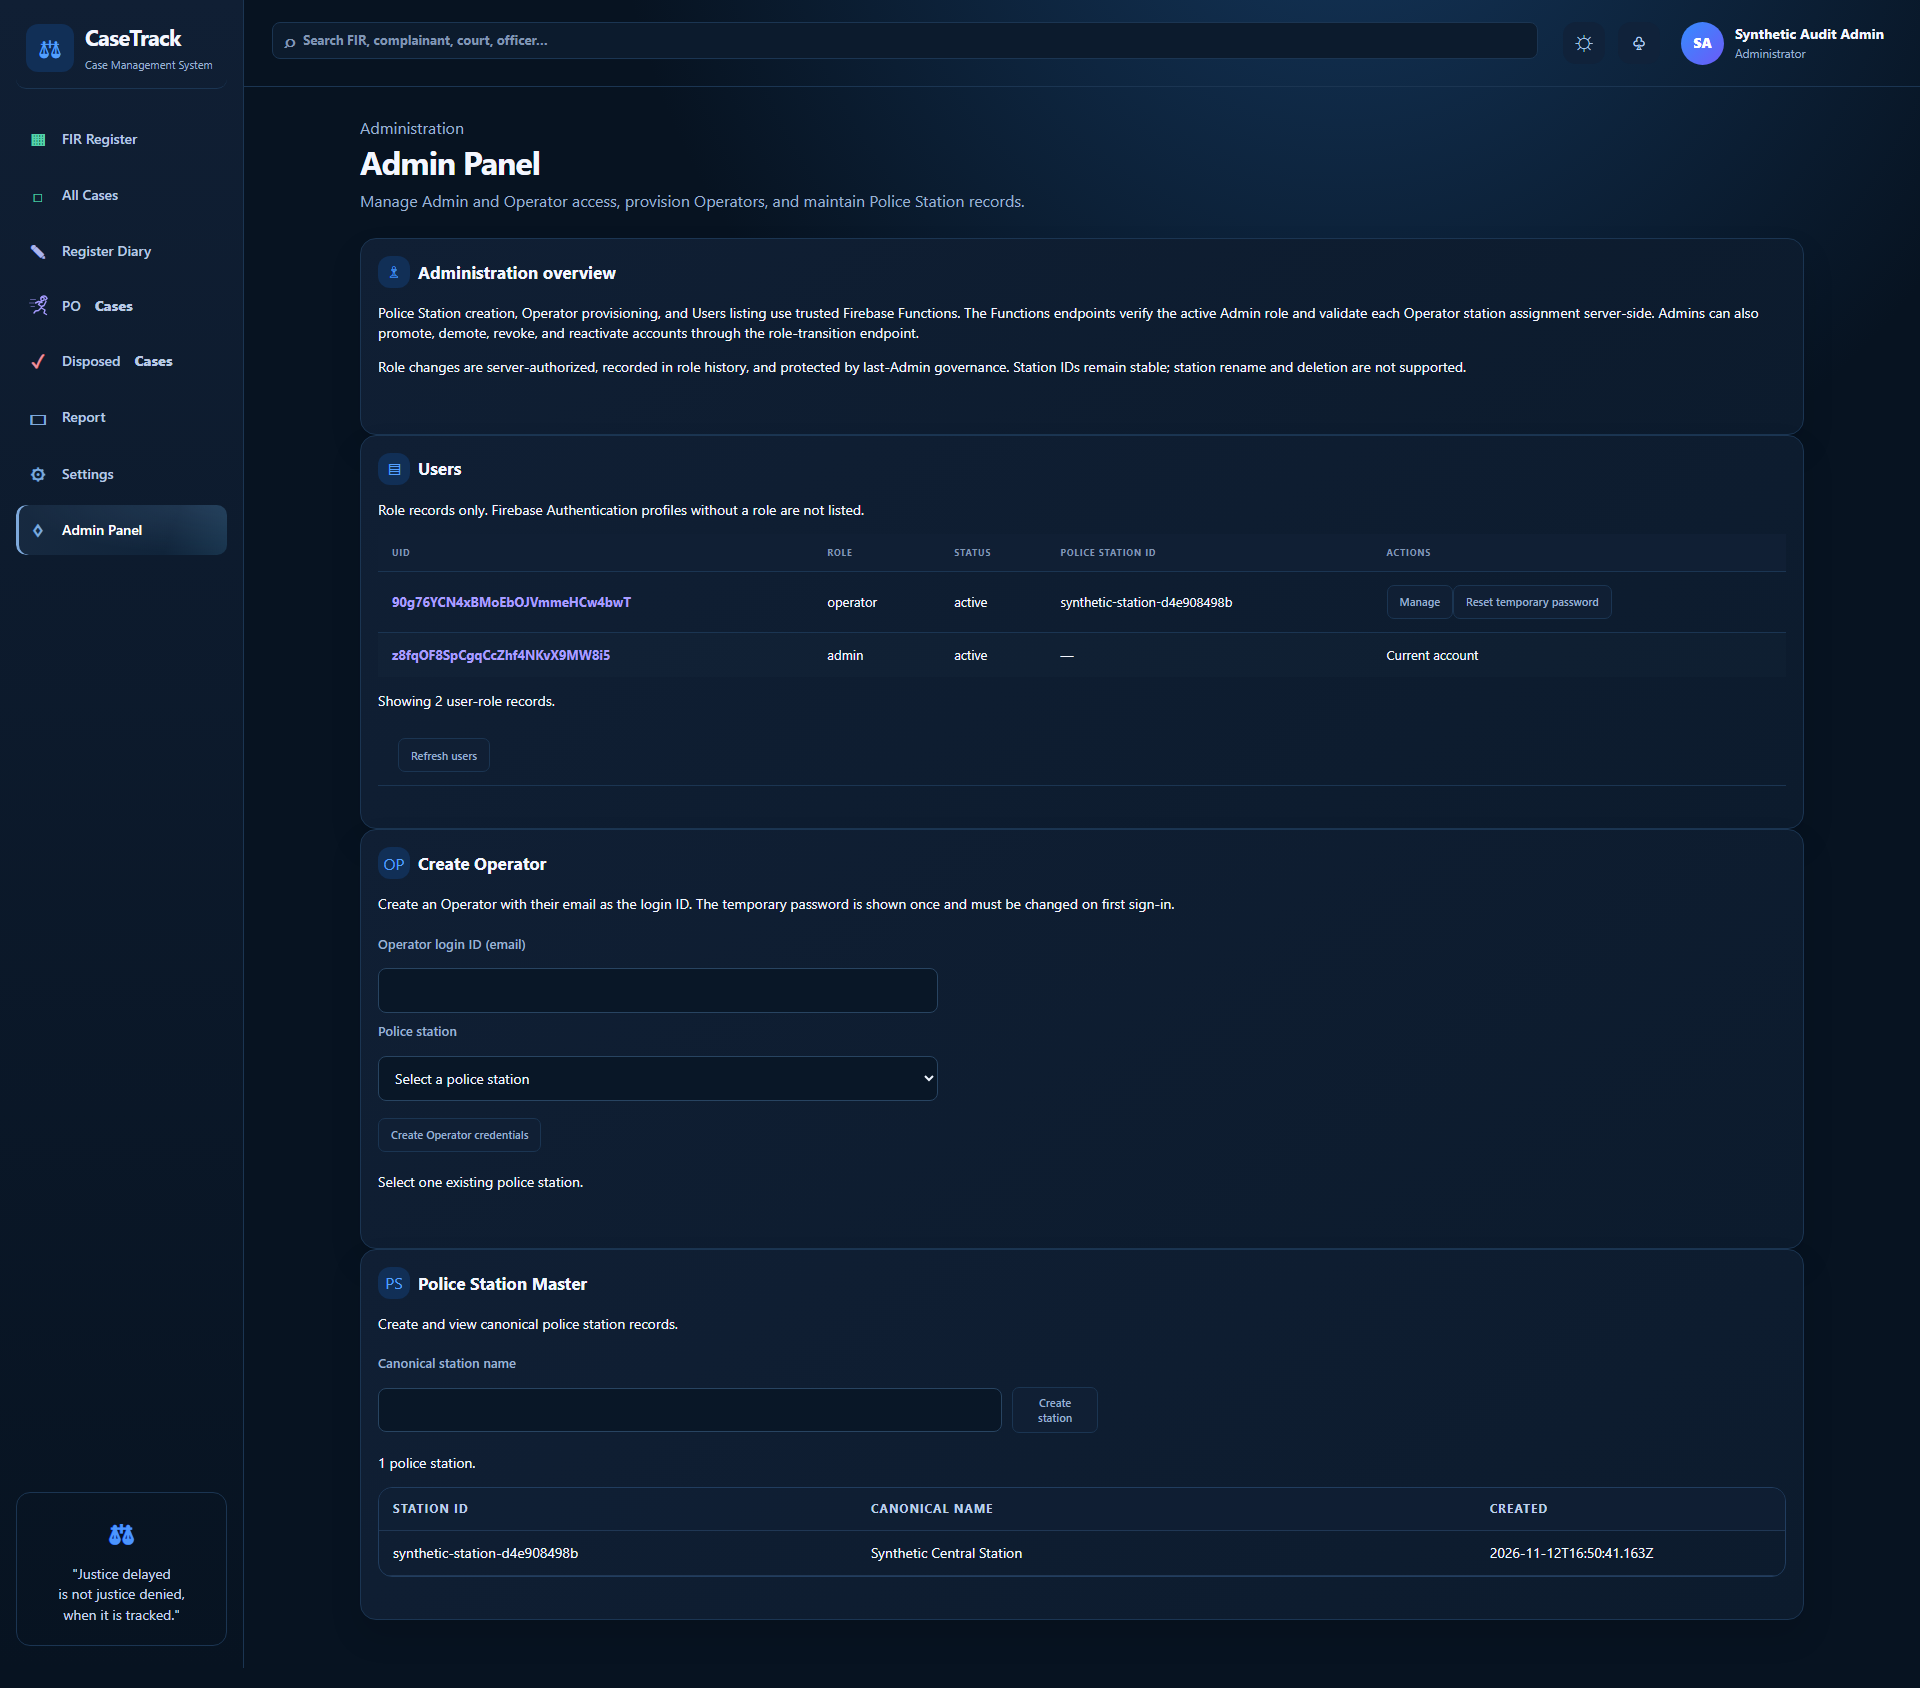 CaseTrack
Case Management System
Search FIR, complainant, court, officer...
SA
Synthetic Audit Admin
Administrator
FIR Register
All Cases
Register Diary
PO Cases
Disposed Cases
Report
Settings
Admin Panel
"Justice delayed
is not justice denied,
when it is tracked."
Administration
Admin Panel
Manage Admin and Operator access, provision Operators, and maintain Police Station records.
Administration overview
Police Station creation, Operator provisioning, and Users listing use trusted Firebase Functions. The Functions endpoints verify the active Admin role and validate each Operator station assignment server-side. Admins can also
promote, demote, revoke, and reactivate accounts through the role-transition endpoint.
Role changes are server-authorized, recorded in role history, and protected by last-Admin governance. Station IDs remain stable; station rename and deletion are not supported.
Users
Role records only. Firebase Authentication profiles without a role are not listed.
UID ROLE STATUS POLICE STATION ID ACTIONS
90g76YCN4xBMoEbOJVmmeHCw4bwT operator active synthetic-station-d4e908498b Manage Reset temporary password
z8fqOF8SpCgqCcZhf4NKvX9MW8i5 admin active — Current account
Showing 2 user-role records.
Refresh users
OP Create Operator
Create an Operator with their email as the login ID. The temporary password is shown once and must be changed on first sign-in.
Operator login ID (email)
Police station
Select a police station
Create Operator credentials
Select one existing police station.
PS Police Station Master
Create and view canonical police station records.
Canonical station name
Create
station
1 police station.
STATION ID CANONICAL NAME CREATED
synthetic-station-d4e908498b Synthetic Central Station 2026-11-12T16:50:41.163Z